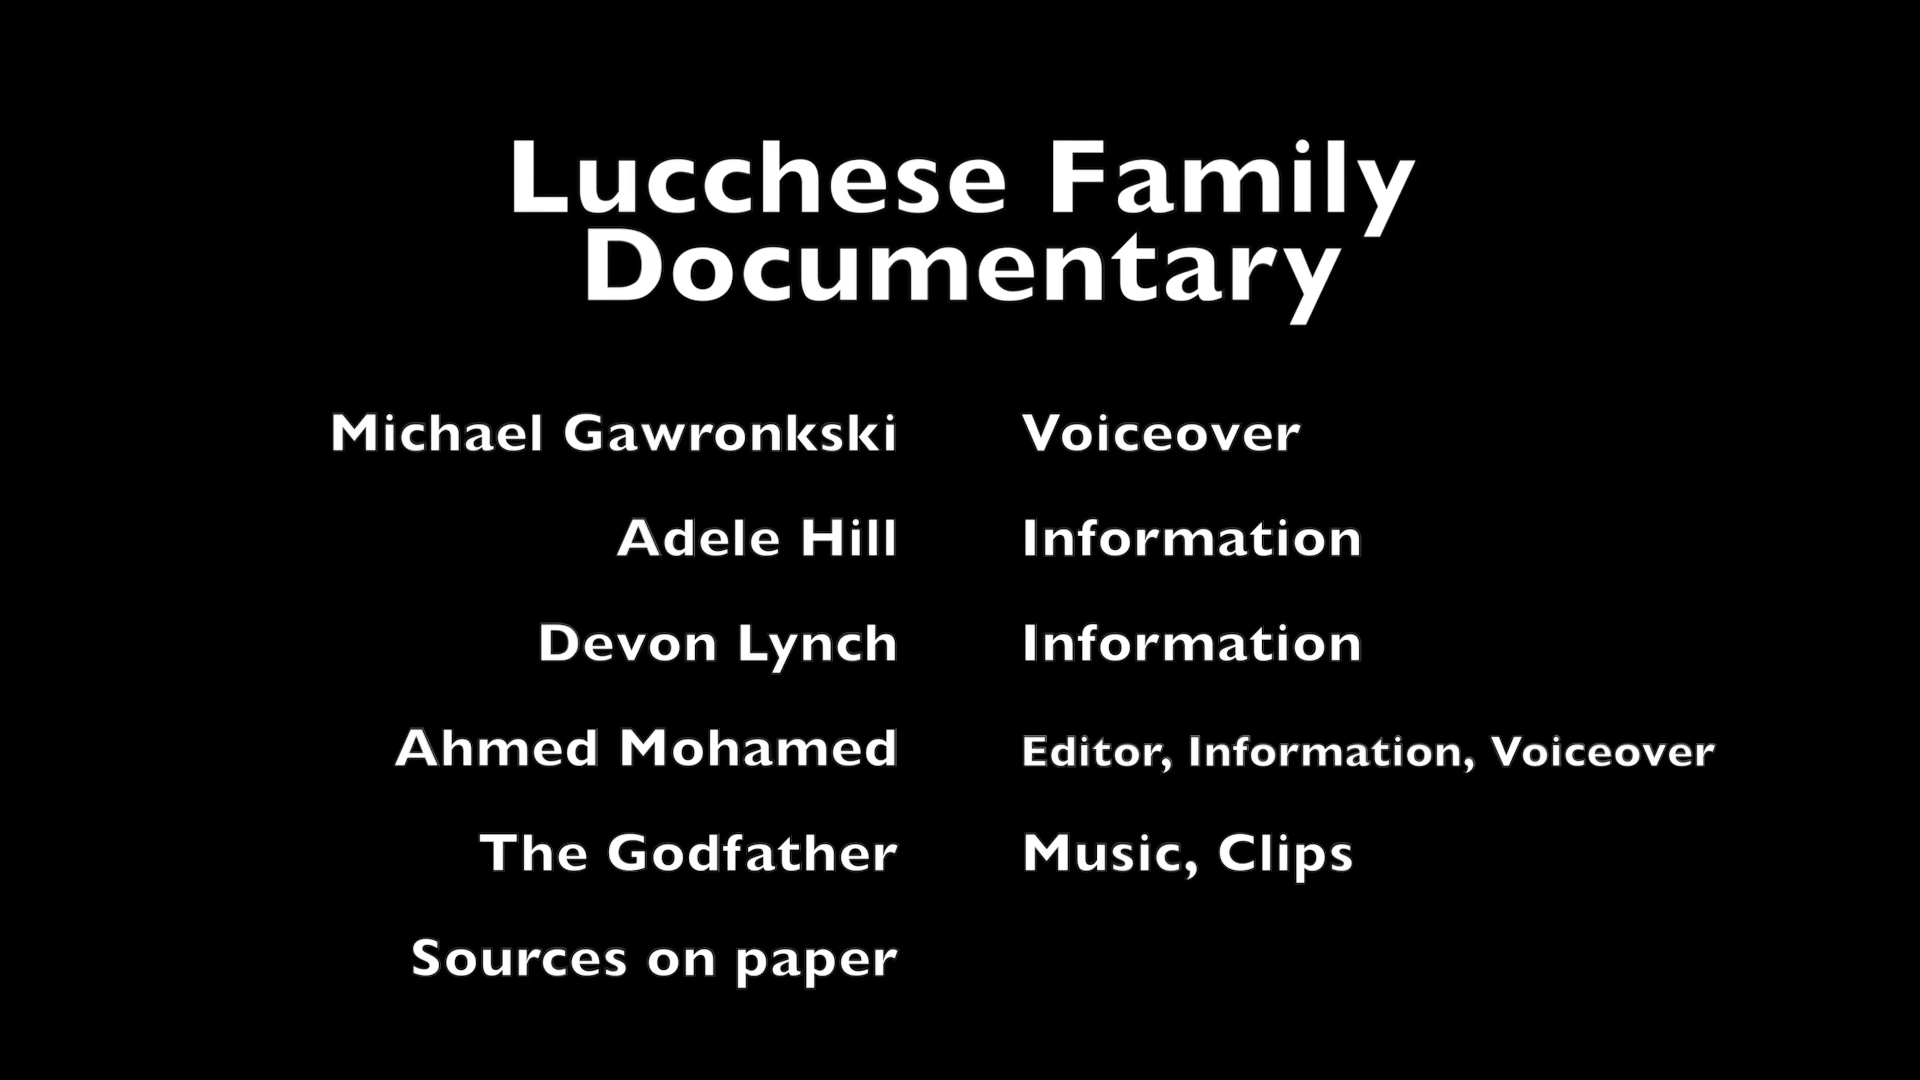 Lucchese Family
Documentary
Michael Gawronkski Voiceover
Adele Hill Information
Devon Lynch Information
Ahmed Mohamed Editor, Information, Voiceover
The Godfather Music, Clips
Sources on paper